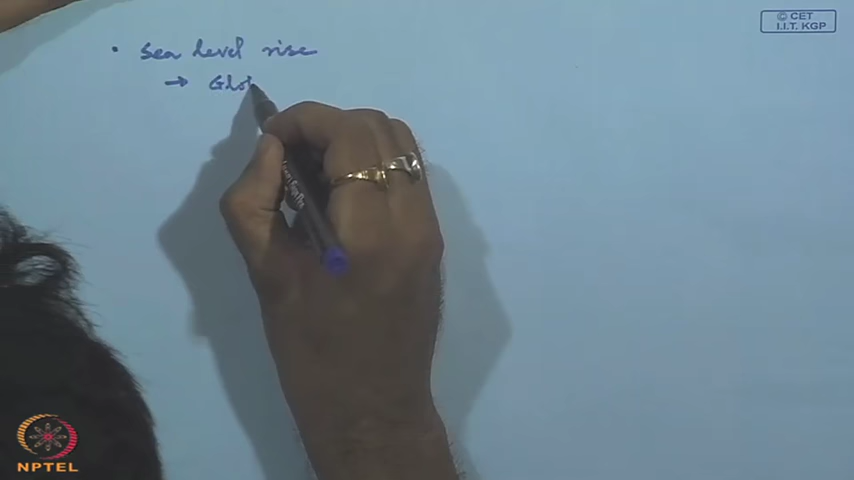 © CET
I.I.T. KGP
• Sea level rise
→ Glob
NPTEL